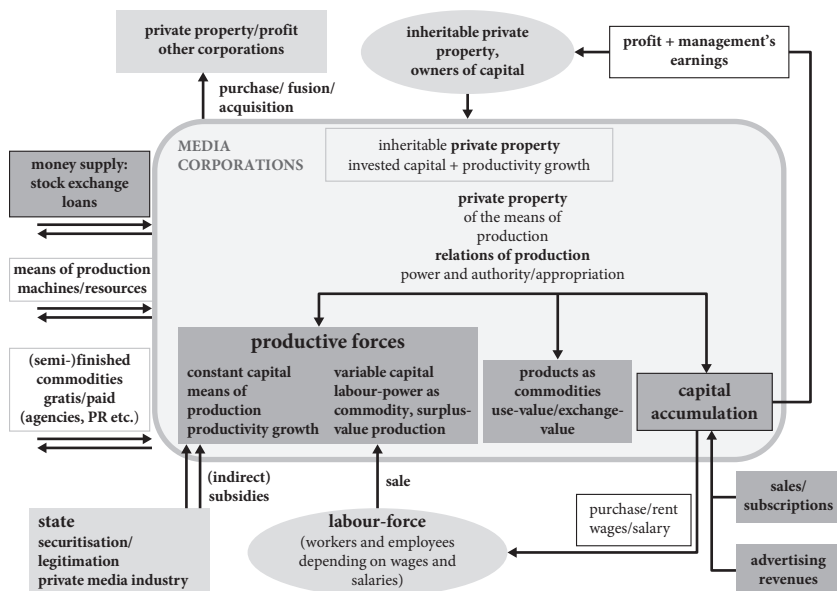 private property/profit
other corporations
inheritable private
property,
owners of capital
profit + management's
earnings
purchase/ fusion/
acquisition
MEDIA
CORPORATIONS
inheritable private property
invested capital + productivity growth
money supply:
stock exchange
loans
private property
of the means of
production
relations of production
power and authority/appropriation
means of production
machines/resources
(semi-)finished
commodities
gratis/paid
(agencies, PR etc.)
productive forces
constant capital
means of
production
productivity growth
variable capital
labour-power as
commodity, surplus-
value production
products as
commodities
use-value/exchange-
value
capital
accumulation
(indirect)
subsidies
sale
state
securitisation/
legitimation
private media industry
labour-force
(workers and employees
depending on wages and
salaries)
purchase/rent
wages/salary
sales/
subscriptions
advertising
revenues